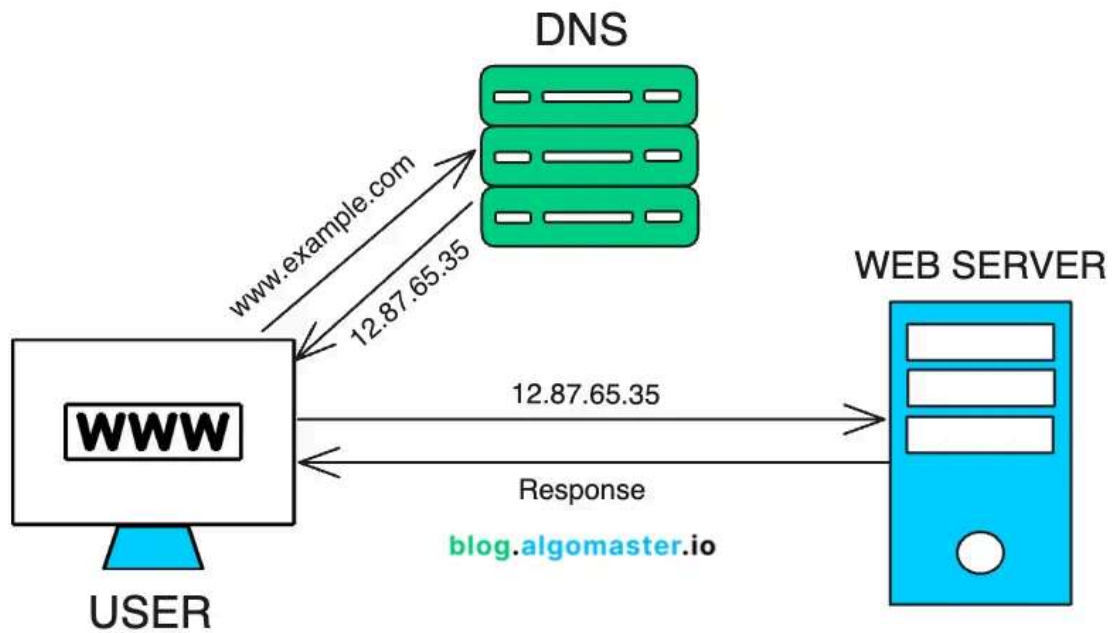 DNS
www.example.com
12.87.65.35
WEB SERVER
WWW
12.87.65.35
Response
blog.algomaster.io
USER